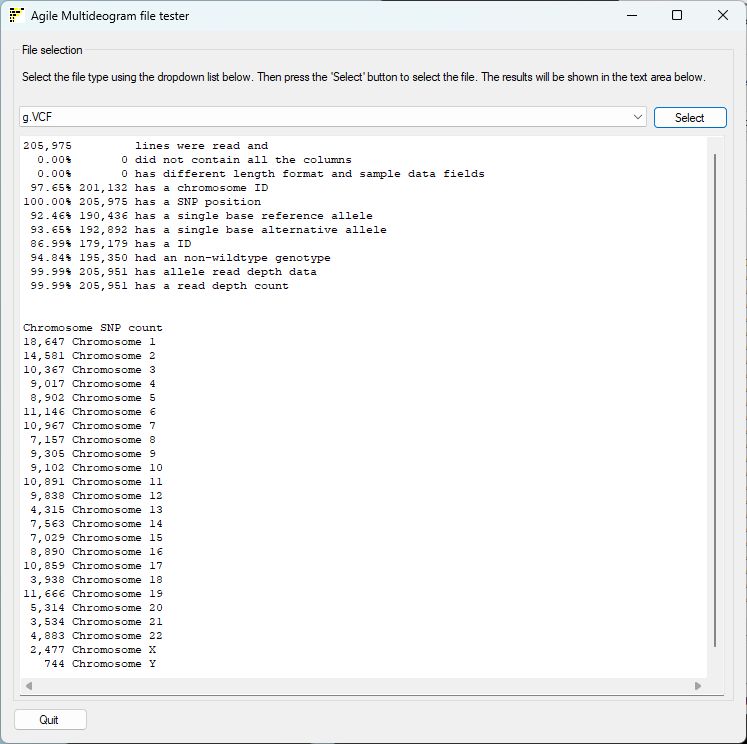 Agile Multideogram file tester
File selection
Select the file type using the dropdown list below. Then press the 'Select' button to select the file. The results will be shown in the text area below.
g.VCF
Select
205,975 lines were read and
0.00% 0 did not contain all the columns
0.00% 0 has different length format and sample data fields
97.65% 201,132 has a chromosome ID
100.00% 205,975 has a SNP position
92.46% 190,436 has a single base reference allele
93.65% 192,892 has a single base alternative allele
86.99% 179,179 has a ID
94.84% 195,350 had an non-wildtype genotype
99.99% 205,951 has allele read depth data
99.99% 205,951 has a read depth count
Chromosome SNP count
18,647 Chromosome 1
14,581 Chromosome 2
10,367 Chromosome 3
9,017 Chromosome 4
8,902 Chromosome 5
11,146 Chromosome 6
10,967 Chromosome 7
7,157 Chromosome 8
9,305 Chromosome 9
9,102 Chromosome 10
10,891 Chromosome 11
9,838 Chromosome 12
4,315 Chromosome 13
7,563 Chromosome 14
7,029 Chromosome 15
8,890 Chromosome 16
10,859 Chromosome 17
3,938 Chromosome 18
11,666 Chromosome 19
5,314 Chromosome 20
3,534 Chromosome 21
4,883 Chromosome 22
2,477 Chromosome X
744 Chromosome Y
Quit